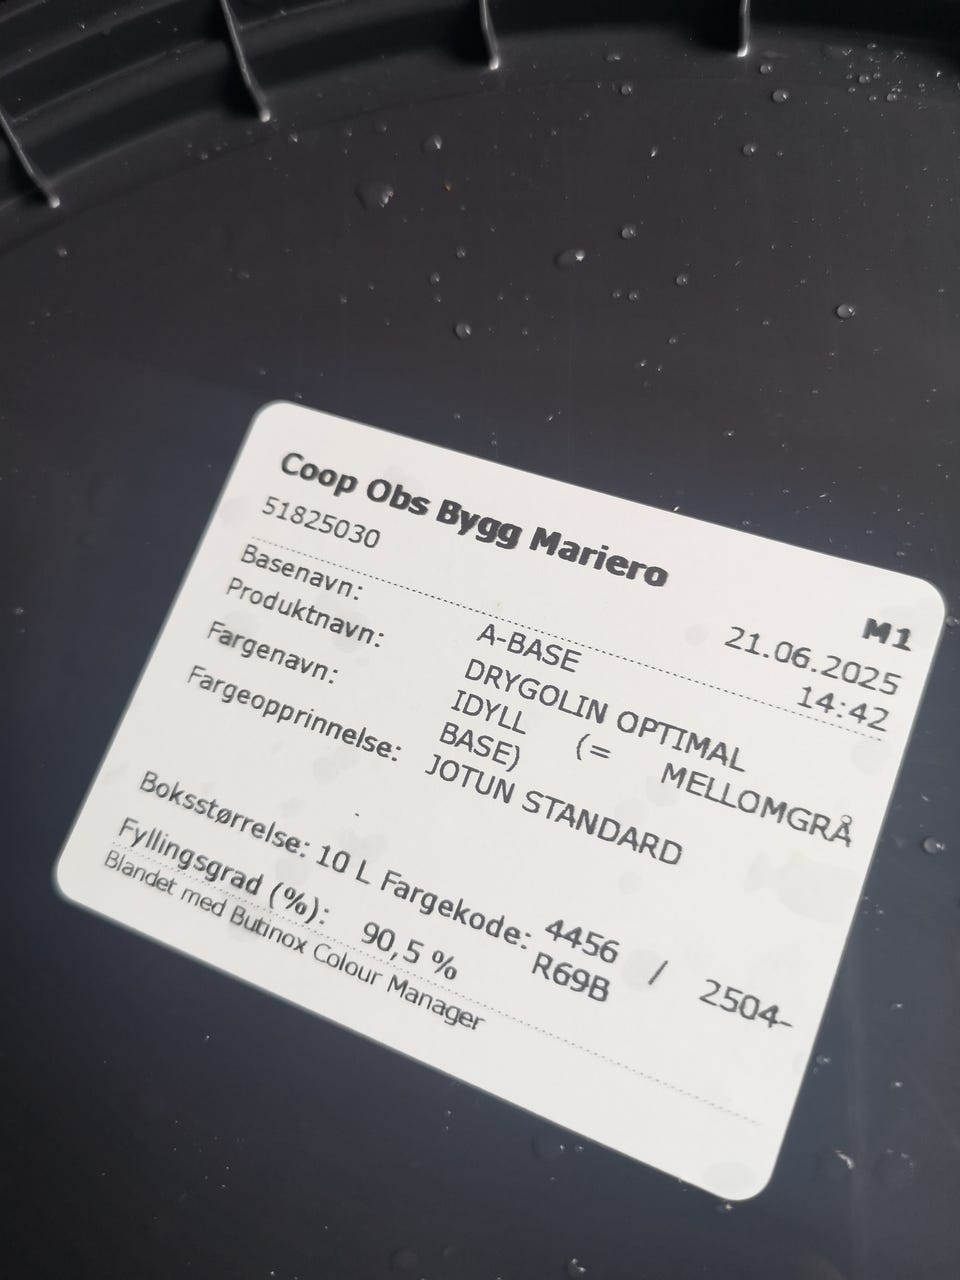 Coop Obs Bygg Mariero
M1
51825030 21.06.2025
14:42
Basenavn: A-BASE
Produktnavn: DRYGOLIN OPTIMAL
Fargenavn: IDYLL (= MELLOMGRÅ
BASE)
Fargeopprinnelse: JOTUN STANDARD
Boksstørrelse: 10 L Fargekode: 4456 / 2504-
R69B
Fyllingsgrad (%): 90,5 %
Blandet med Butinox Colour Manager